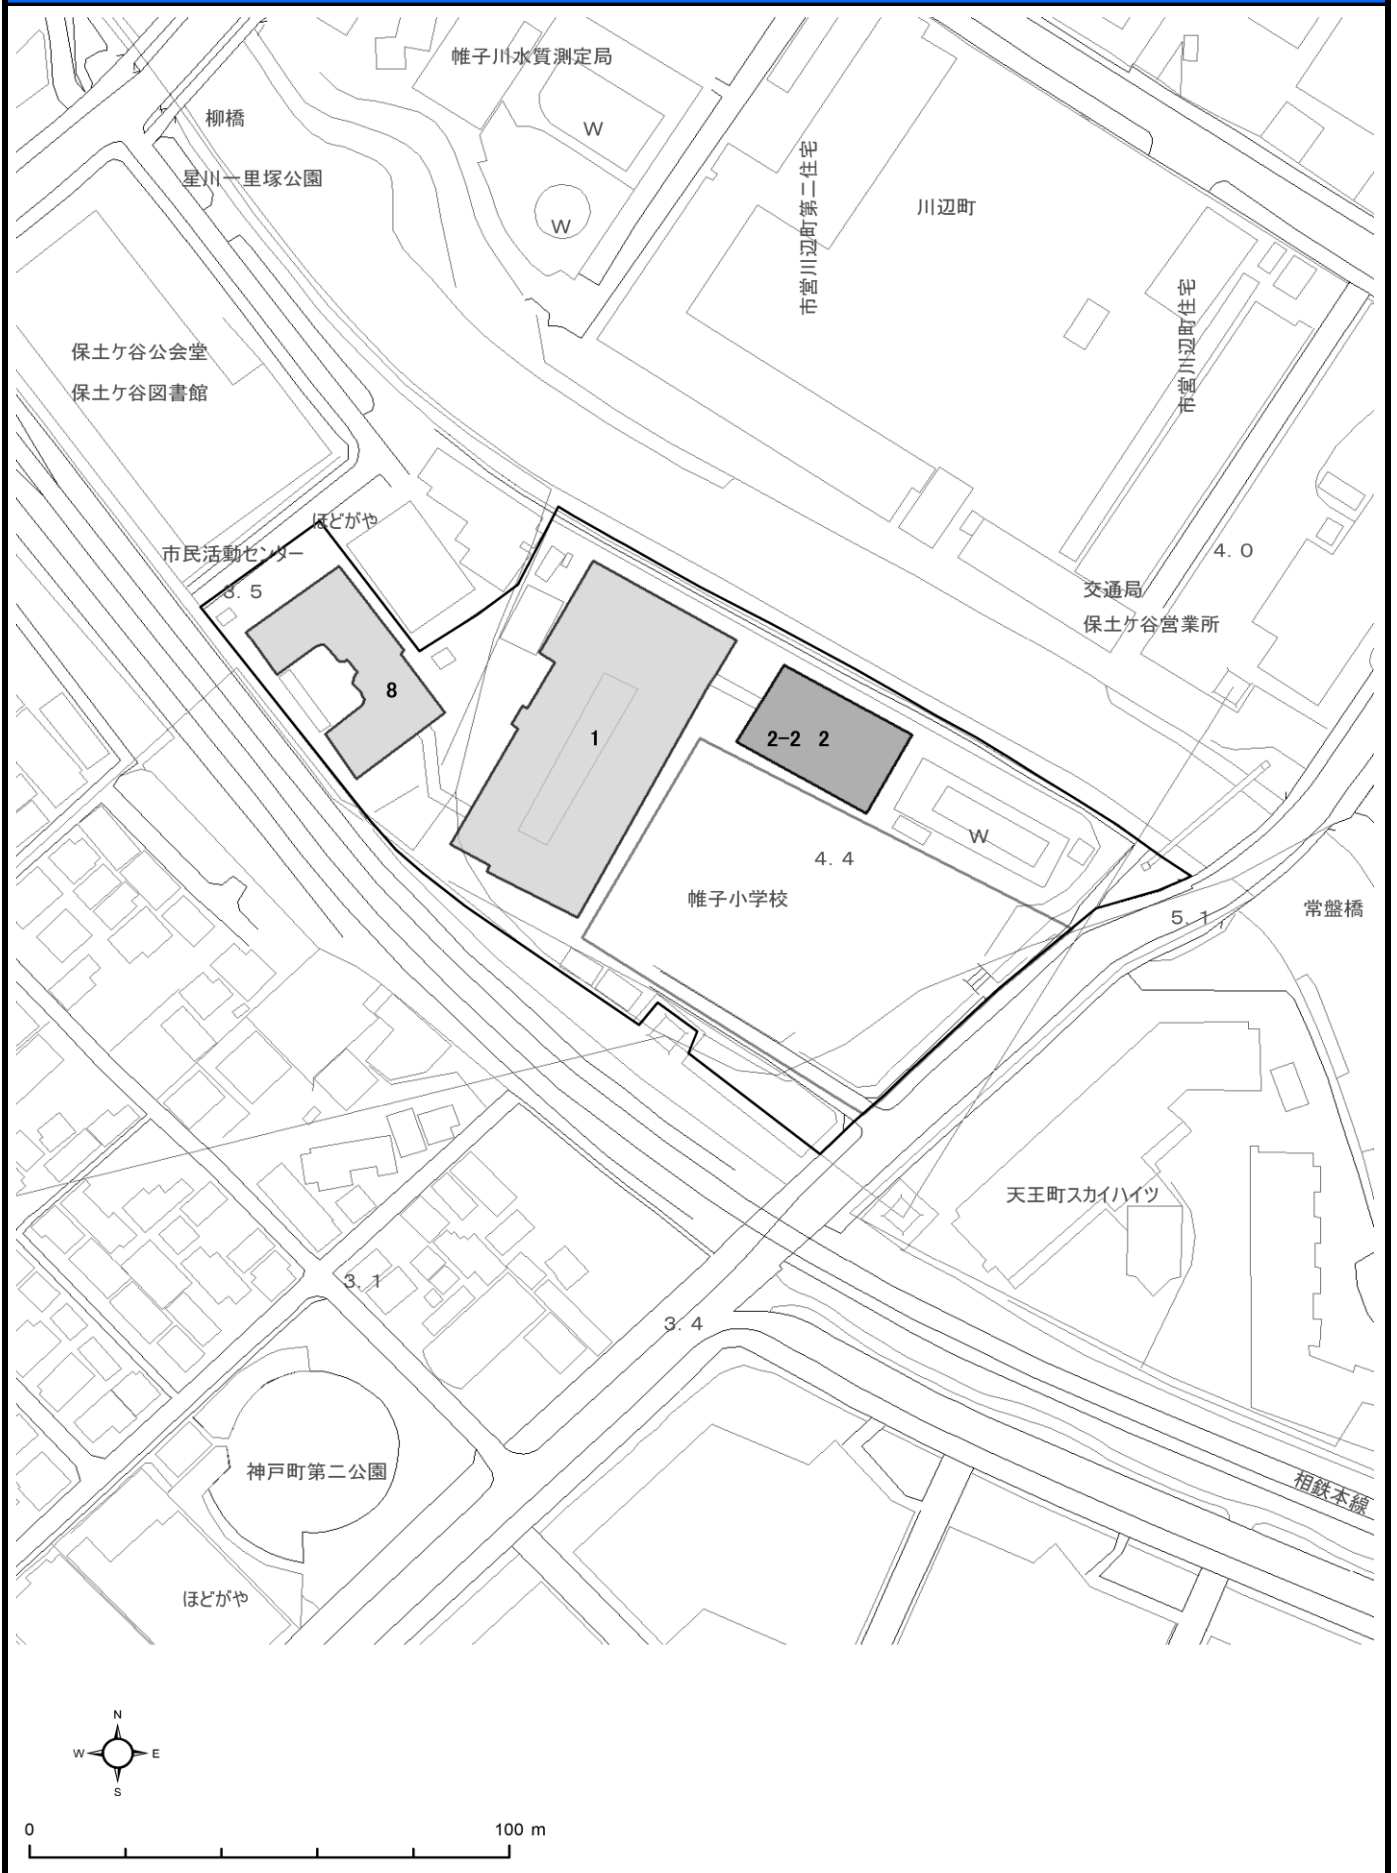 帷子川水質測定局
柳橋
W
星川一里塚公園
市営川辺町第二住宅
川辺町
W
市営川辺町住宅
保土ケ谷公会堂
保土ケ谷図書館
ほどがや
市民活動センター
4.0
3.5
交通局
保土ケ谷営業所
8
1
2-2 2
W
4.4
帷子小学校
常盤橋
5.1
天王町スカイハイツ
3.1
3.4
神戸町第二公園
相鉄本線
ほどがや
N
W E
S
0 100 m